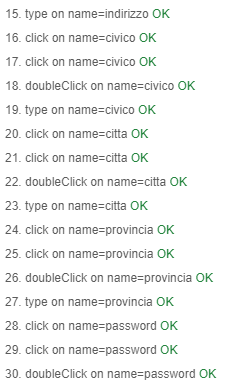 15. type on name=indirizzo OK
16. click on name=civico OK
17. click on name=civico OK
18. doubleClick on name=civico OK
19. type on name=civico OK
20. click on name=citta OK
21. click on name=citta OK
22. doubleClick on name=citta OK
23. type on name=citta OK
24. click on name=provincia OK
25. click on name=provincia OK
26. doubleClick on name=provincia OK
27. type on name=provincia OK
28. click on name=password OK
29. click on name=password OK
30. doubleClick on name=password OK